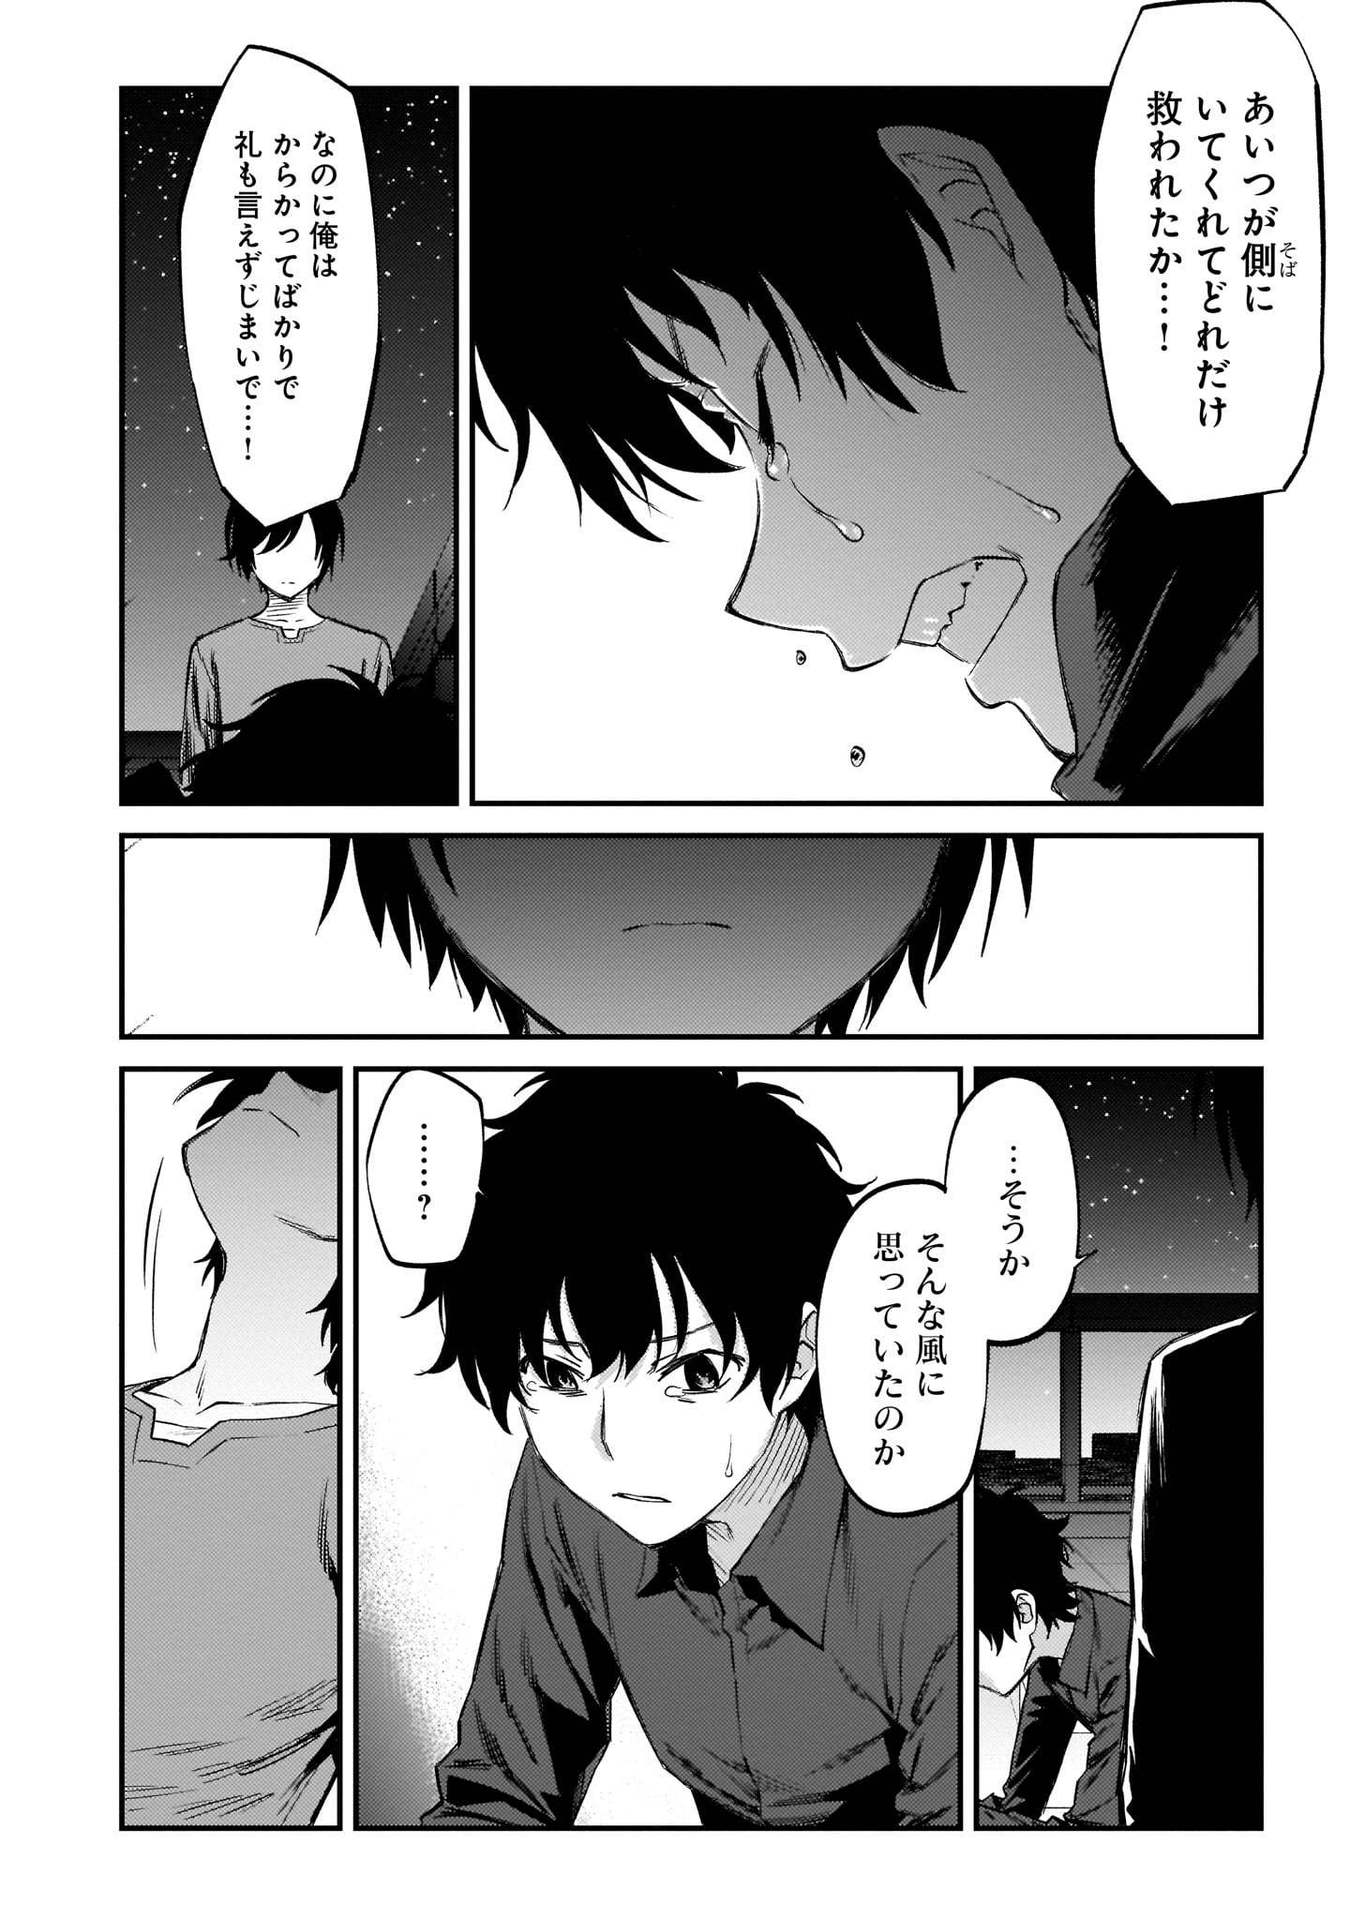 あいつが側に
そば
いてくれてどれだけ
救われたか…！
なのに俺は
からかってばかりで
礼も言えずじまいで…！
…そうか
そんな風に
思っていたのか
……？